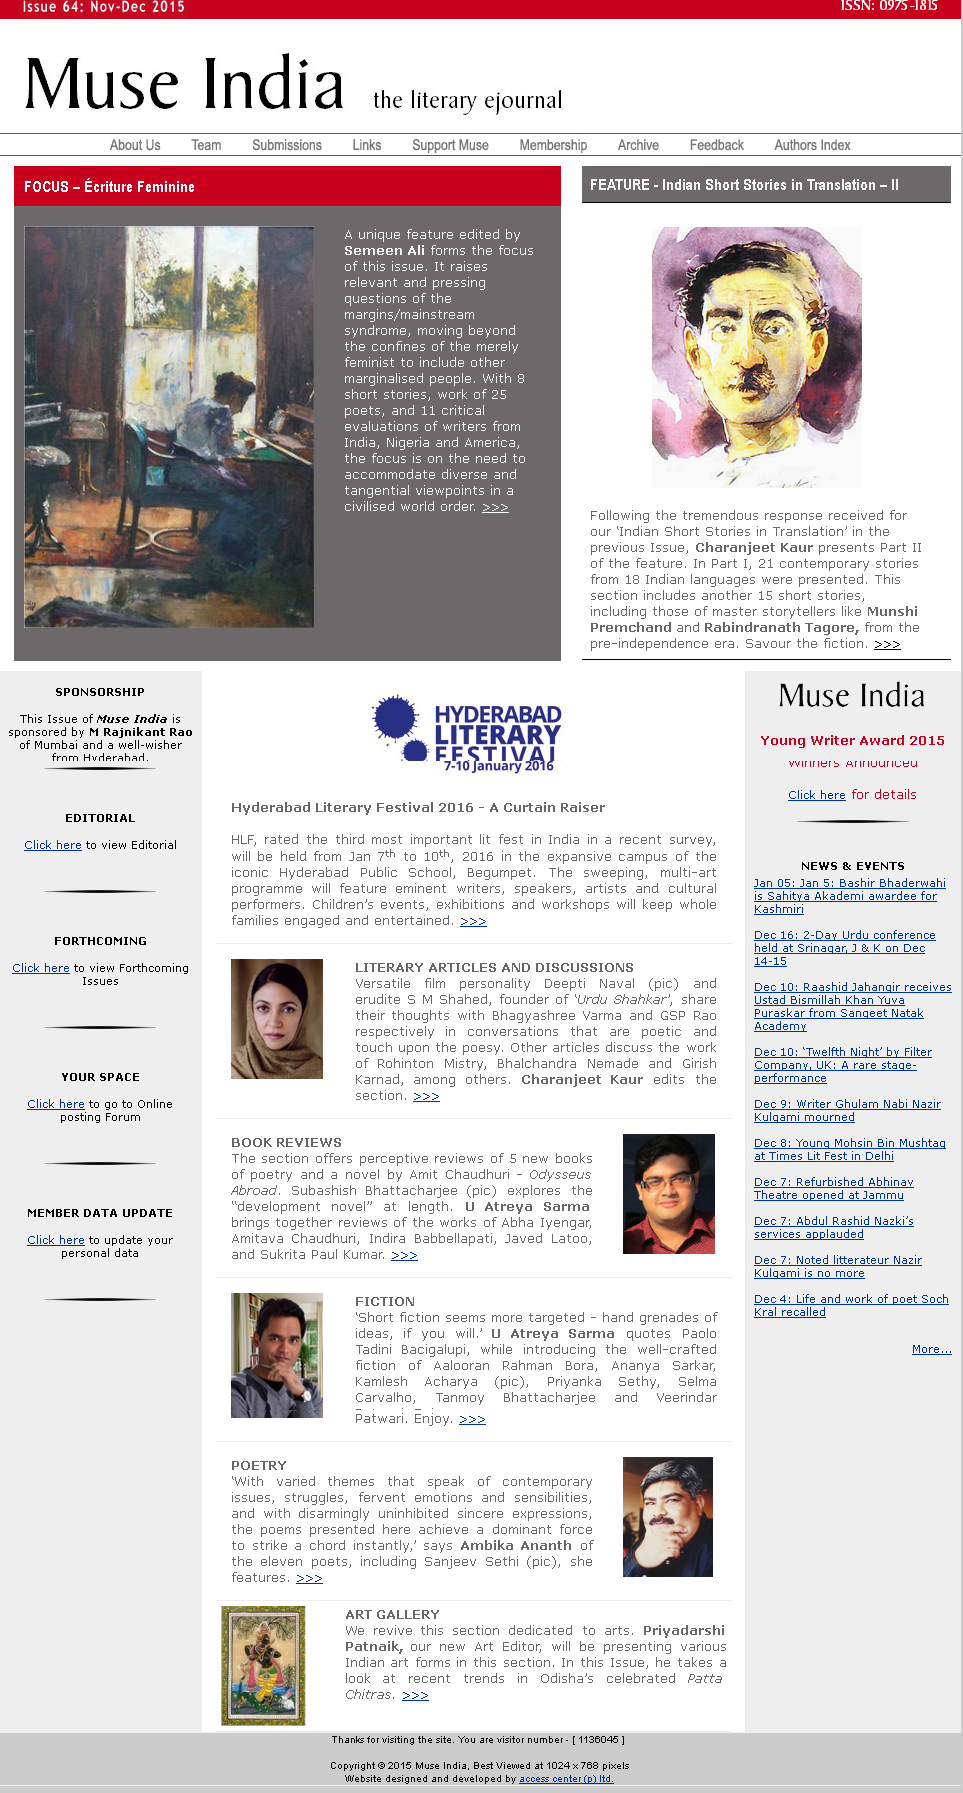 Issue 64: Nov-Dec 2015
ISSN: 0975-1815
Muse India the literary ejournal
About Us Team Submissions Links Support Muse Membership Archive Feedback Authors Index
FOCUS – Écriture Feminine
A unique feature edited by
Semeen Ali forms the focus
of this issue. It raises
relevant and pressing
questions of the
margins/mainstream
syndrome, moving beyond
the confines of the merely
feminist to include other
marginalised people. With 8
short stories, work of 25
poets, and 11 critical
evaluations of writers from
India, Nigeria and America,
the focus is on the need to
accommodate diverse and
tangential viewpoints in a
civilised world order. >>>
FEATURE - Indian Short Stories in Translation – II
Following the tremendous response received for
our ‘Indian Short Stories in Translation’ in the
previous Issue, Charanjeet Kaur presents Part II
of the feature. In Part I, 21 contemporary stories
from 18 Indian languages were presented. This
section includes another 15 short stories,
including those of master storytellers like Munshi
Premchand and Rabindranath Tagore, from the
pre-independence era. Savour the fiction. >>>
SPONSORSHIP
This Issue of Muse India is
sponsored by M Rajnikant Rao
of Mumbai and a well-wisher
from Hyderabad.
EDITORIAL
Click here to view Editorial
FORTHCOMING
Click here to view Forthcoming
Issues
YOUR SPACE
Click here to go to Online
posting Forum
MEMBER DATA UPDATE
Click here to update your
personal data
HYDERABAD
LITERARY
FESTIVAL
7-10 January 2016
Hyderabad Literary Festival 2016 - A Curtain Raiser
HLF, rated the third most important lit fest in India in a recent survey,
will be held from Jan 7th to 10th, 2016 in the expansive campus of the
iconic Hyderabad Public School, Begumpet. The sweeping, multi-art
programme will feature eminent writers, speakers, artists and cultural
performers. Children’s events, exhibitions and workshops will keep whole
families engaged and entertained. >>>
LITERARY ARTICLES AND DISCUSSIONS
Versatile film personality Deepti Naval (pic) and
erudite S M Shahed, founder of ‘Urdu Shahkar’, share
their thoughts with Bhagyashree Varma and GSP Rao
respectively in conversations that are poetic and
touch upon the poesy. Other articles discuss the work
of Rohinton Mistry, Bhalchandra Nemade and Girish
Karnad, among others. Charanjeet Kaur edits the
section. >>>
BOOK REVIEWS
The section offers perceptive reviews of 5 new books
of poetry and a novel by Amit Chaudhuri - Odysseus
Abroad. Subashish Bhattacharjee (pic) explores the
“development novel” at length. U Atreya Sarma
brings together reviews of the works of Abha Iyengar,
Amitava Chaudhuri, Indira Babbellapati, Javed Latoo,
and Sukrita Paul Kumar. >>>
FICTION
‘Short fiction seems more targeted – hand grenades of
ideas, if you will.’ U Atreya Sarma quotes Paolo
Tadini Bacigalupi, while introducing the well-crafted
fiction of Aalooran Rahman Bora, Ananya Sarkar,
Kamlesh Acharya (pic), Priyanka Sethy, Selma
Carvalho, Tanmoy Bhattacharjee and Veerindar
Patwari. Enjoy. >>>
POETRY
‘With varied themes that speak of contemporary
issues, struggles, fervent emotions and sensibilities,
and with disarmingly uninhibited sincere expressions,
the poems presented here achieve a dominant force
to strike a chord instantly,’ says Ambika Ananth of
the eleven poets, including Sanjeev Sethi (pic), she
features. >>>
ART GALLERY
We revive this section dedicated to arts. Priyadarshi
Patnaik, our new Art Editor, will be presenting various
Indian art forms in this section. In this Issue, he takes a
look at recent trends in Odisha’s celebrated Patta
Chitras. >>>
Muse India
Young Writer Award 2015
Winners Announced
Click here for details
NEWS & EVENTS
Jan 05: Jan 5: Bashir Bhaderwahi
is Sahitya Akademi awardee for
Kashmiri
Dec 16: 2-Day Urdu conference
held at Srinagar, J & K on Dec
14-15
Dec 10: Raashid Jahangir receives
Ustad Bismillah Khan Yuva
Puraskar from Sangeet Natak
Academy
Dec 10: ‘Twelfth Night’ by Filter
Company, UK: A rare stage-
performance
Dec 9: Writer Ghulam Nabi Nazir
Kulgami mourned
Dec 8: Young Mohsin Bin Mushtaq
at Times Lit Fest in Delhi
Dec 7: Refurbished Abhinav
Theatre opened at Jammu
Dec 7: Abdul Rashid Nazki’s
services applauded
Dec 7: Noted litterateur Nazir
Kulgami is no more
Dec 4: Life and work of poet Soch
Kral recalled
More...
Thanks for visiting the site. You are visitor number - [ 1136045 ]
Copyright © 2015 Muse India, Best Viewed at 1024 x 768 pixels
Website designed and developed by access center (p) ltd.